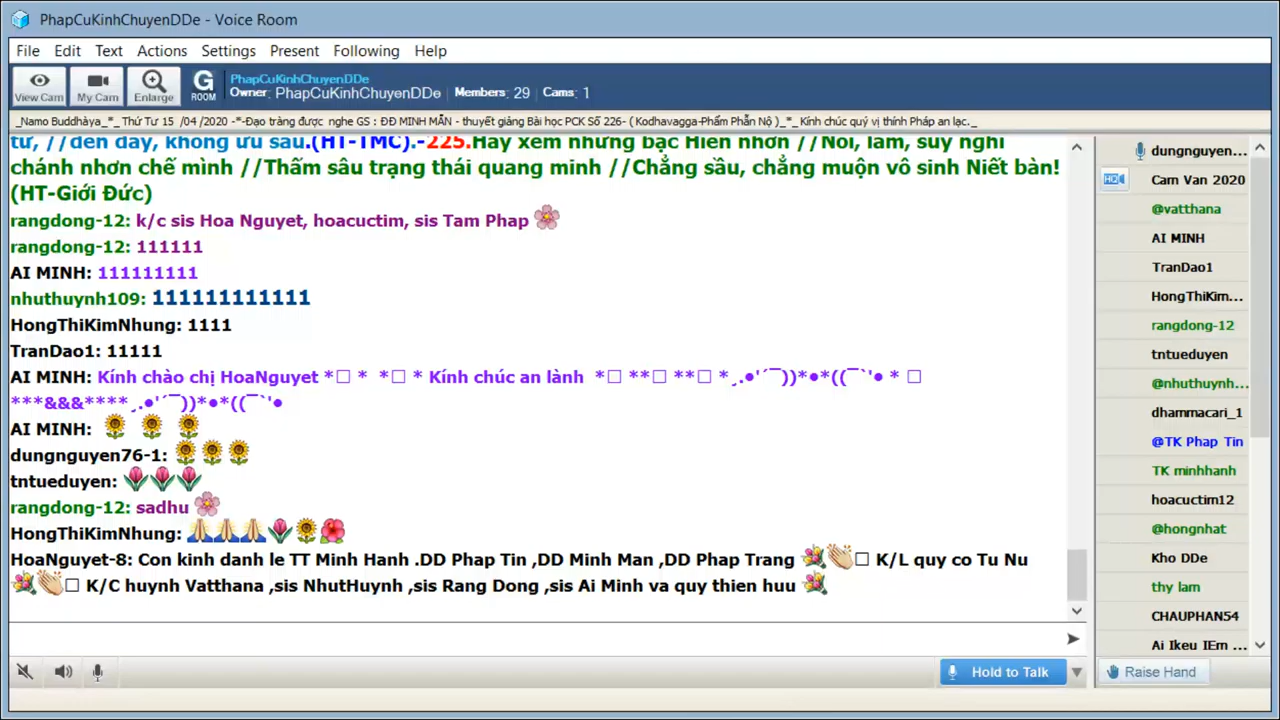 PhapCuKinhChuyenDDe - Voice Room
File Edit Text Actions Settings Present Following Help
View Cam My Cam Enlarge G ROOM
PhapCuKinhChuyenDDe
Owner: PhapCuKinhChuyenDDe Members: 29 Cams: 1
_Namo Buddhàya_*_ Thứ Tư 15 /04 /2020 -*-Đạo tràng được nghe GS : ĐĐ MINH MẪN - thuyết giảng Bài học PCK Số 226- ( Kodhavagga-Phẩm Phẫn Nộ )_*_ Kính chúc quý vị thính Pháp an lạc._
tử, //đến đây, không ưu sầu.(HT-TMC).-225.Hãy xem những bậc Hiền nhơn //Nói, làm, suy nghĩ
chánh nhơn chế mình //Thấm sâu trạng thái quang minh //Chẳng sầu, chẳng muộn vô sinh Niết bàn!
(HT-Giới Đức)
rangdong-12: k/c sis Hoa Nguyet, hoacuctim, sis Tam Phap
rangdong-12: 111111
AI MINH: 111111111
nhuthuynh109: 111111111111
HongThiKimNhung: 1111
TranDao1: 11111
AI MINH: Kính chào chị HoaNguyet *□ * *□ * Kính chúc an lành *□ **□ **□ *¸.●'´¯))*●*((¯`'● * □
***&&&****¸.●'´¯))*●*((¯`'●
AI MINH: 🌻 🌻 🌻
dungnguyen76-1: 🌻🌻🌻
tntueduyen: 🌷🌷🌷
rangdong-12: sadhu 🌸
HongThiKimNhung: 🙏🙏🙏🌷🌻🌺
HoaNguyet-8: Con kinh danh le TT Minh Hanh .DD Phap Tin ,DD Minh Man ,DD Phap Trang 💐👏□ K/L quy co Tu Nu
💐👏□ K/C huynh Vatthana ,sis NhutHuynh ,sis Rang Dong ,sis Ai Minh va quy thien huu 💐
Hold to Talk
dungnguyen...
Cam Van 2020
@vatthana
AI MINH
TranDao1
HongThiKim...
rangdong-12
tntueduyen
@nhuthuynh...
dhammacari_1
@TK Phap Tin
TK minhhanh
hoacuctim12
@hongnhat
Kho DDe
thy lam
CHAUPHAN54
Ai Ikeu IEm ...
Raise Hand